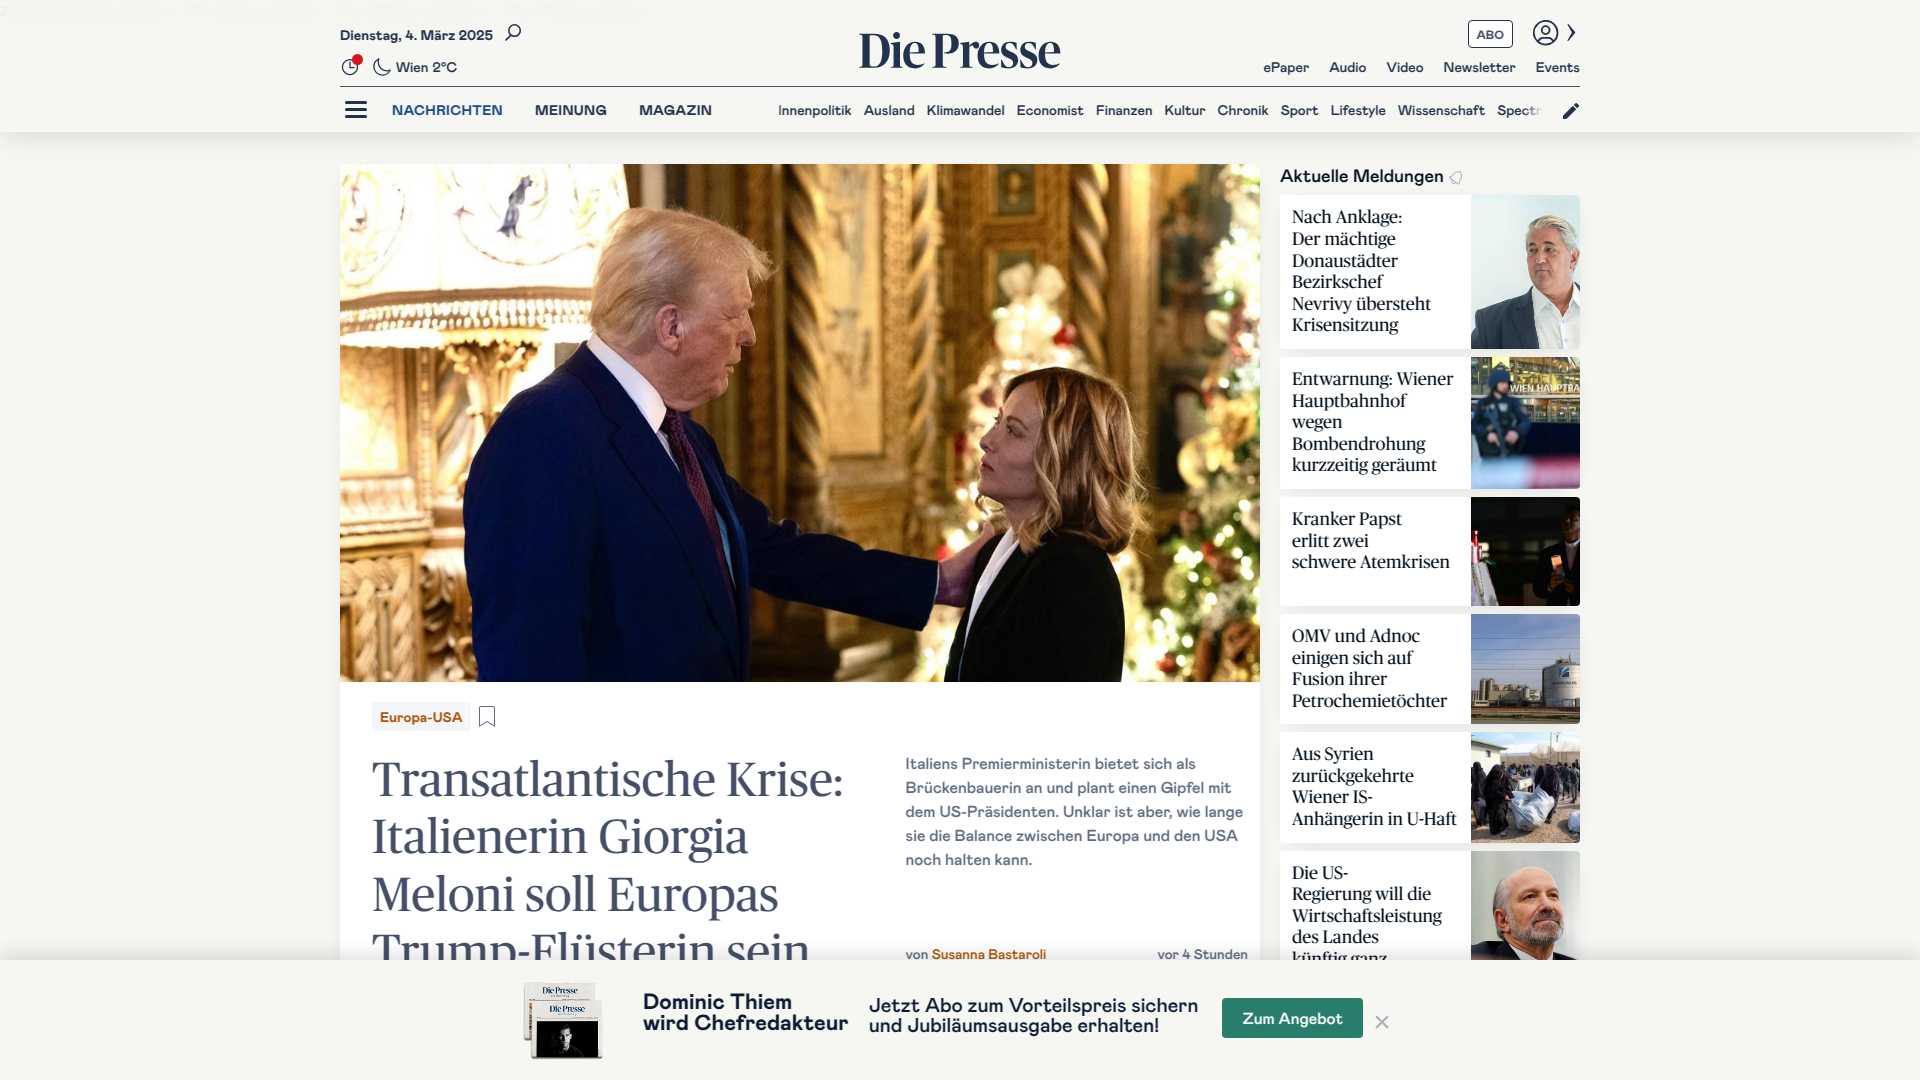 Dienstag, 4. März 2025
Die Presse
ABO
Wien 2°C
ePaper Audio Video Newsletter Events
NACHRICHTEN MEINUNG MAGAZIN
Innenpolitik Ausland Klimawandel Economist Finanzen Kultur Chronik Sport Lifestyle Wissenschaft Spectr
Europa-USA
Transatlantische Krise:
Italienerin Giorgia
Meloni soll Europas
Trump-Flüsterin sein
Italiens Premierministerin bietet sich als
Brückenbauerin an und plant einen Gipfel mit
dem US-Präsidenten. Unklar ist aber, wie lange
sie die Balance zwischen Europa und den USA
noch halten kann.
von Susanna Bastaroli
vor 4 Stunden
Aktuelle Meldungen
Nach Anklage:
Der mächtige
Donaustädter
Bezirkschef
Nevrivy übersteht
Krisensitzung
Entwarnung: Wiener
Hauptbahnhof
wegen
Bombendrohung
kurzzeitig geräumt
WIEN HAUPTBA
Kranker Papst
erlitt zwei
schwere Atemkrisen
OMV und Adnoc
einigen sich auf
Fusion ihrer
Petrochemietöchter
Aus Syrien
zurückgekehrte
Wiener IS-
Anhängerin in U-Haft
Die US-
Regierung will die
Wirtschaftsleistung
des Landes
künftig ganz
Die Presse
Die Presse
Dominic Thiem
wird Chefredakteur
Jetzt Abo zum Vorteilspreis sichern
und Jubiläumsausgabe erhalten!
Zum Angebot